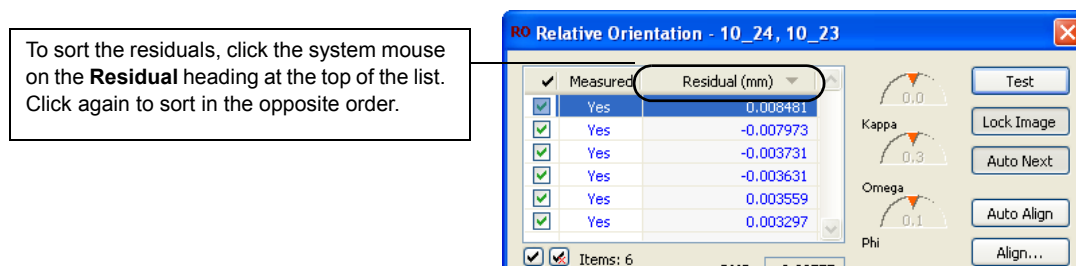 To sort the residuals, click the system mouse
on the Residual heading at the top of the list.
Click again to sort in the opposite order.
RO Relative Orientation - 10_24, 10_23
Measured Residual (mm)
Yes 0.008481
Yes -0.007973
Yes -0.003731
Yes -0.003631
Yes 0.003559
Yes 0.003297
Items: 6
0.0
Kappa
0.3
Omega
0.1
Phi
Test
Lock Image
Auto Next
Auto Align
Align...